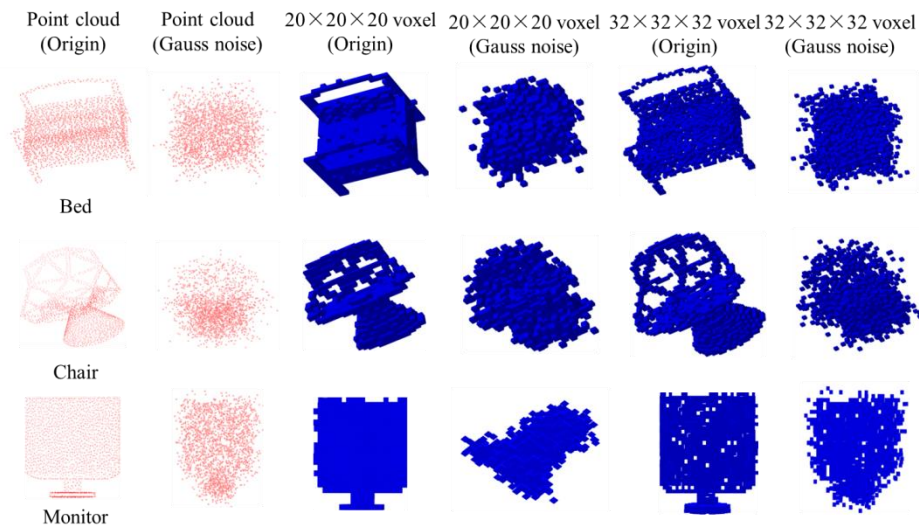 Point cloud
(Origin)
Point cloud
(Gauss noise)
20×20×20 voxel
(Origin)
20×20×20 voxel
(Gauss noise)
32×32×32 voxel
(Origin)
32×32×32 voxel
(Gauss noise)
Bed
Chair
Monitor